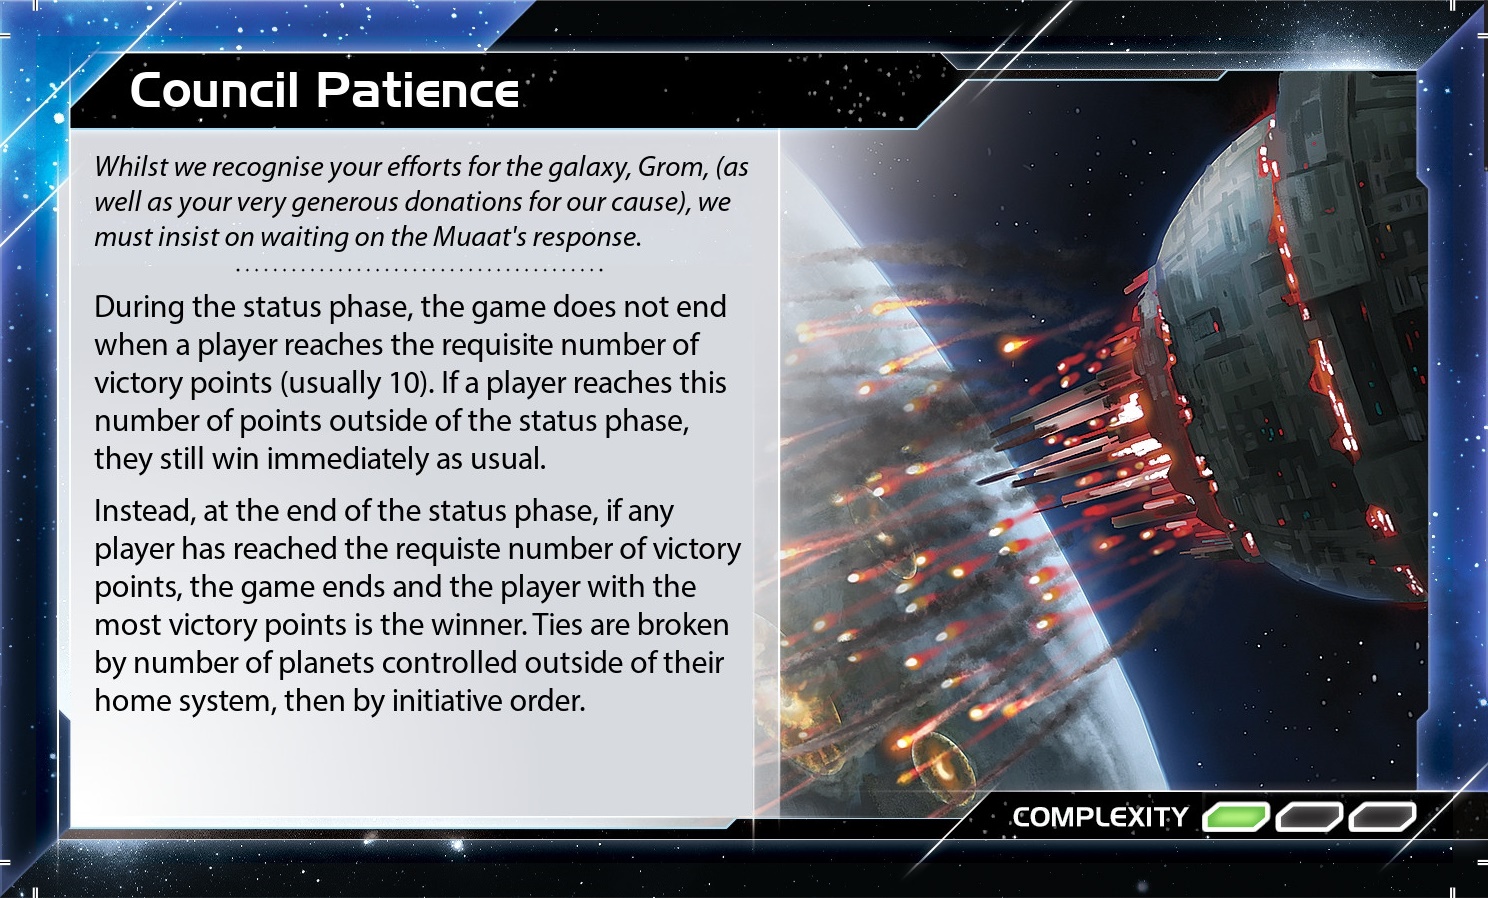 Council Patience
Whilst we recognise your efforts for the galaxy, Grom, (as
well as your very generous donations for our cause), we
must insist on waiting on the Muaat's response.
During the status phase, the game does not end
when a player reaches the requisite number of
victory points (usually 10). If a player reaches this
number of points outside of the status phase,
they still win immediately as usual.
Instead, at the end of the status phase, if any
player has reached the requiste number of victory
points, the game ends and the player with the
most victory points is the winner. Ties are broken
by number of planets controlled outside of their
home system, then by initiative order.
COMPLEXITY